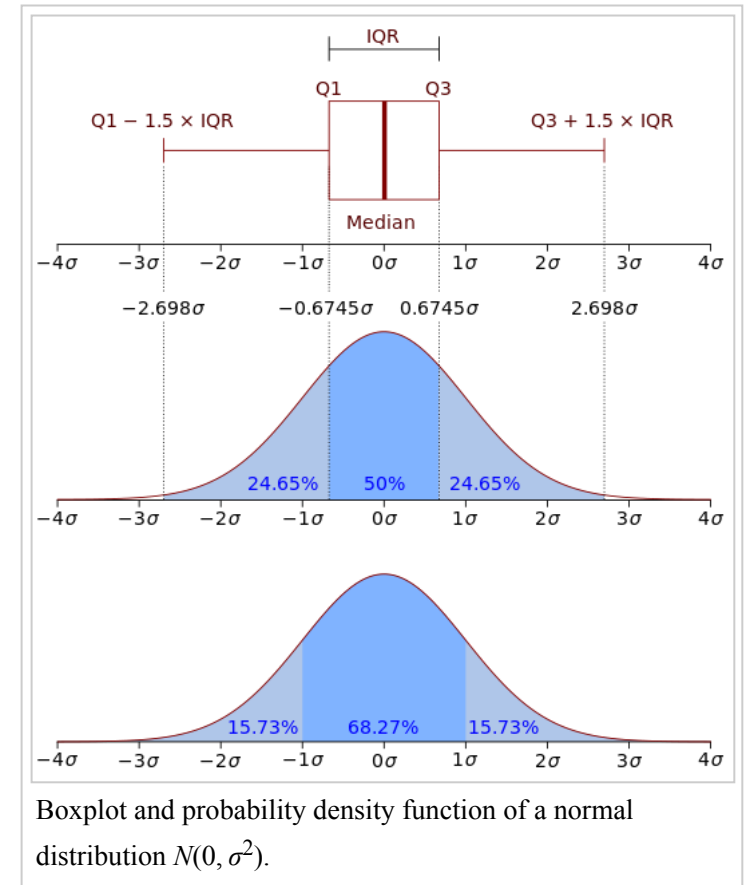 IQR
Q1 Q3
Q1 − 1.5 × IQR Q3 + 1.5 × IQR
Median
−4σ −3σ −2σ −1σ 0σ 1σ 2σ 3σ 4σ
−2.698σ −0.6745σ 0.6745σ 2.698σ
24.65% 50% 24.65%
−4σ −3σ −2σ −1σ 0σ 1σ 2σ 3σ 4σ
15.73% 68.27% 15.73%
−4σ −3σ −2σ −1σ 0σ 1σ 2σ 3σ 4σ
Boxplot and probability density function of a normal
distribution N(0, σ²).